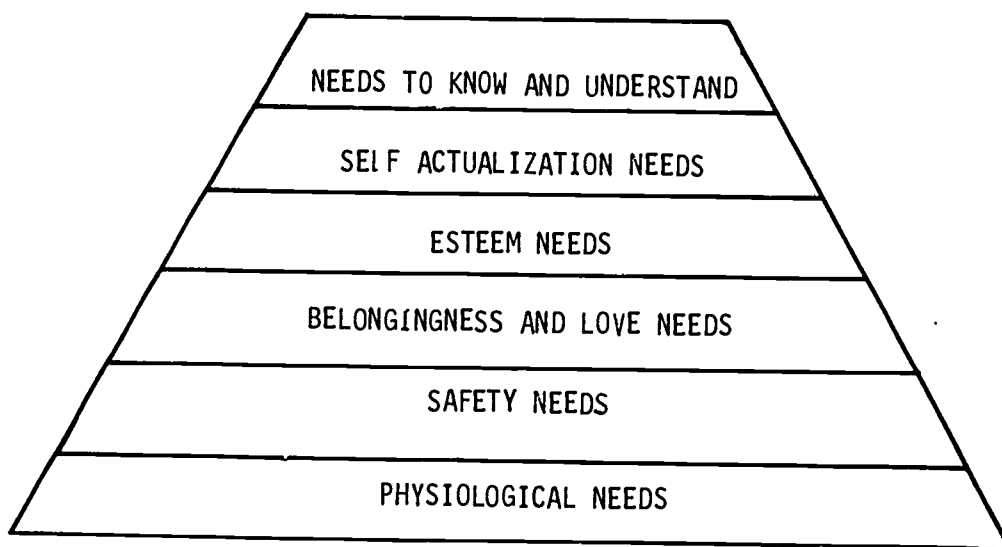 NEEDS TO KNOW AND UNDERSTAND
SELF ACTUALIZATION NEEDS
ESTEEM NEEDS
BELONGINGNESS AND LOVE NEEDS
SAFETY NEEDS
PHYSIOLOGICAL NEEDS